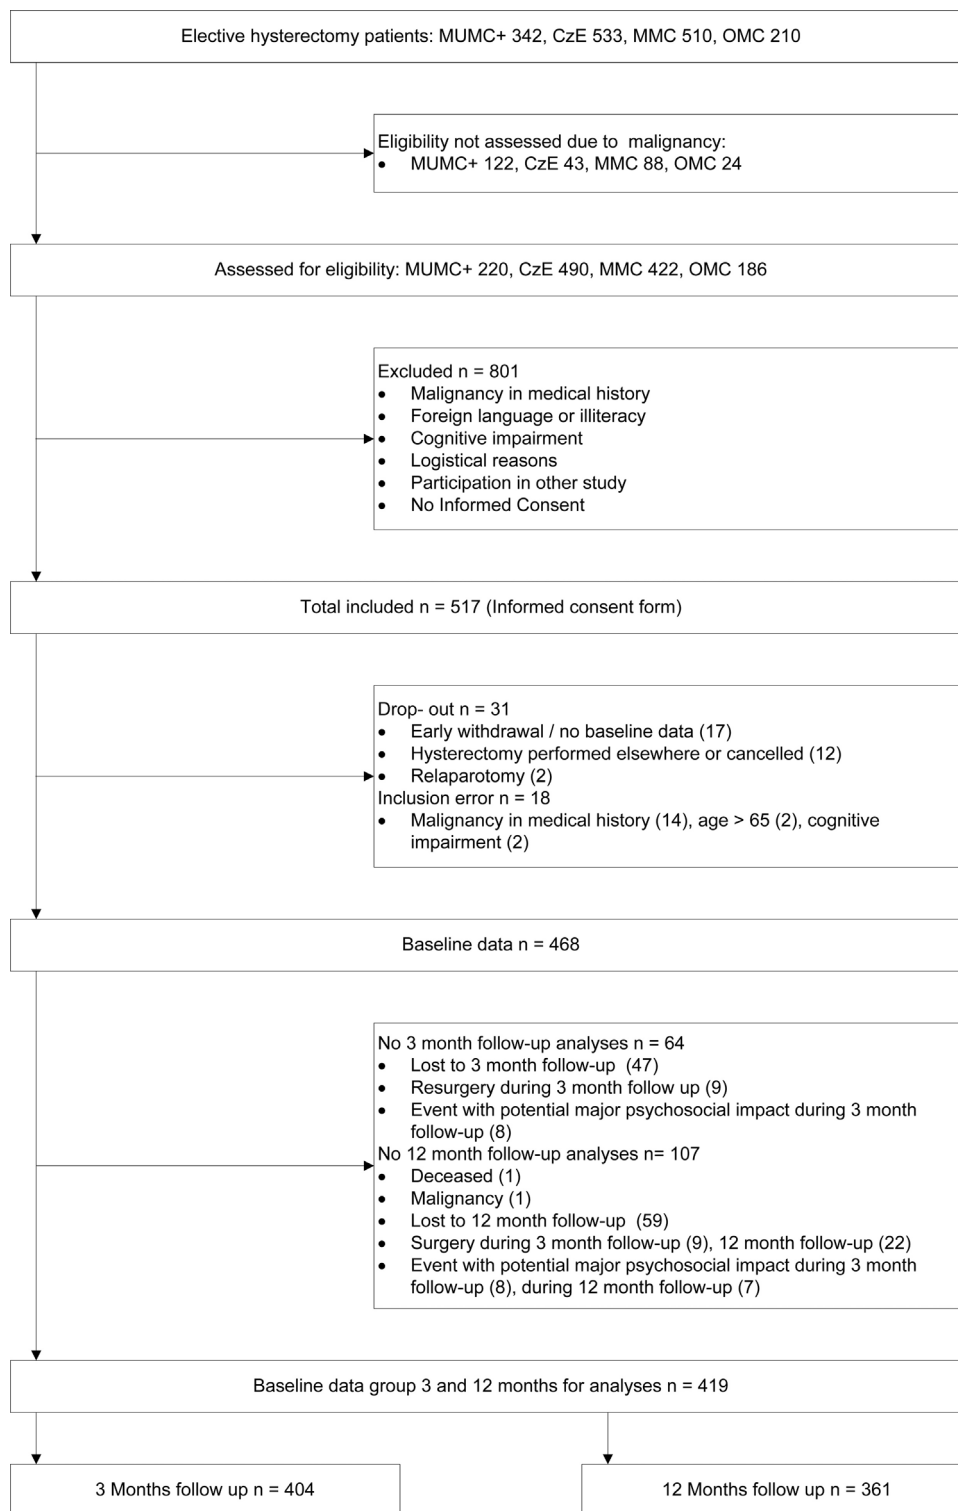 Elective hysterectomy patients: MUMC+ 342, CzE 533, MMC 510, OMC 210
Eligibility not assessed due to  malignancy:
• MUMC+ 122, CzE 43, MMC 88, OMC 24
Assessed for eligibility: MUMC+ 220, CzE 490, MMC 422, OMC 186
Excluded n = 801
• Malignancy in medical history
• Foreign language or illiteracy
• Cognitive impairment
• Logistical reasons
• Participation in other study
• No Informed Consent
Total included n = 517 (Informed consent form)
Drop- out n = 31
• Early withdrawal / no baseline data (17)
• Hysterectomy performed elsewhere or cancelled (12)
• Relaparotomy (2)
Inclusion error n = 18
• Malignancy in medical history (14), age > 65 (2), cognitive
impairment (2)
Baseline data n = 468
No 3 month follow-up analyses n = 64
• Lost to 3 month follow-up  (47)
• Resurgery during 3 month follow up (9)
• Event with potential major psychosocial impact during 3 month
follow-up (8)
No 12 month follow-up analyses n= 107
• Deceased (1)
• Malignancy (1)
• Lost to 12 month follow-up  (59)
• Surgery during 3 month follow-up (9), 12 month follow-up (22)
• Event with potential major psychosocial impact during 3 month
follow-up (8), during 12 month follow-up (7)
Baseline data group 3 and 12 months for analyses n = 419
3 Months follow up n = 404
12 Months follow up n = 361